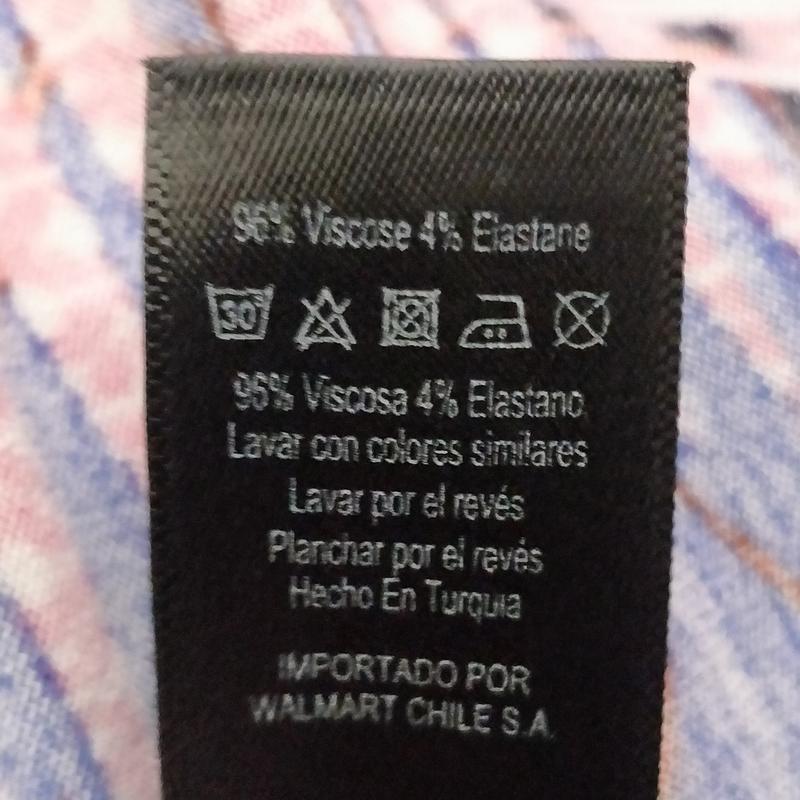 96% Viscose 4% Elastane
30
96% Viscosa 4% Elastano
Lavar con colores similares
Lavar por el revés
Planchar por el revés
Hecho En Turquia
IMPORTADO POR
WALMART CHILE S.A.